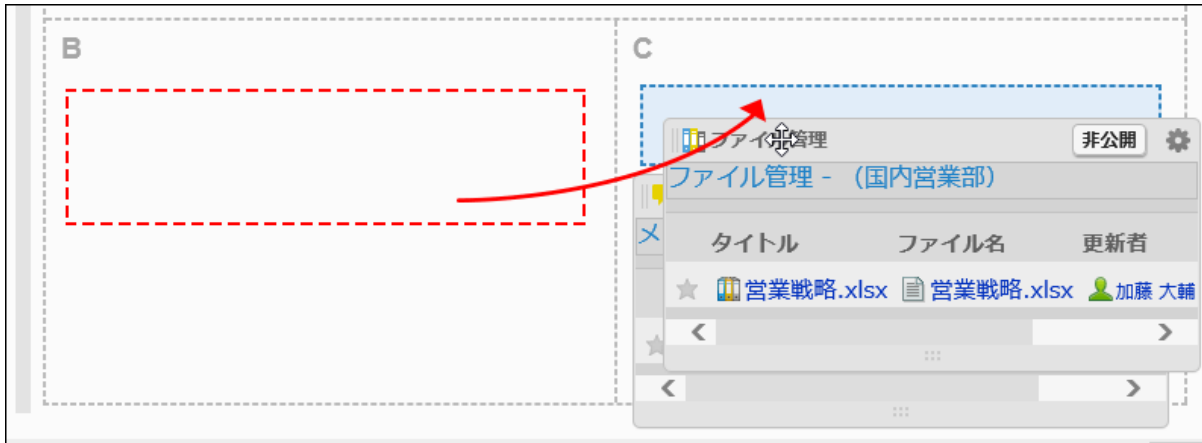 B
C
ファイル管理
非公開
ファイル管理 - （国内営業部）
メ
タイトル ファイル名 更新者
営業戦略.xlsx 営業戦略.xlsx 加藤 大輔